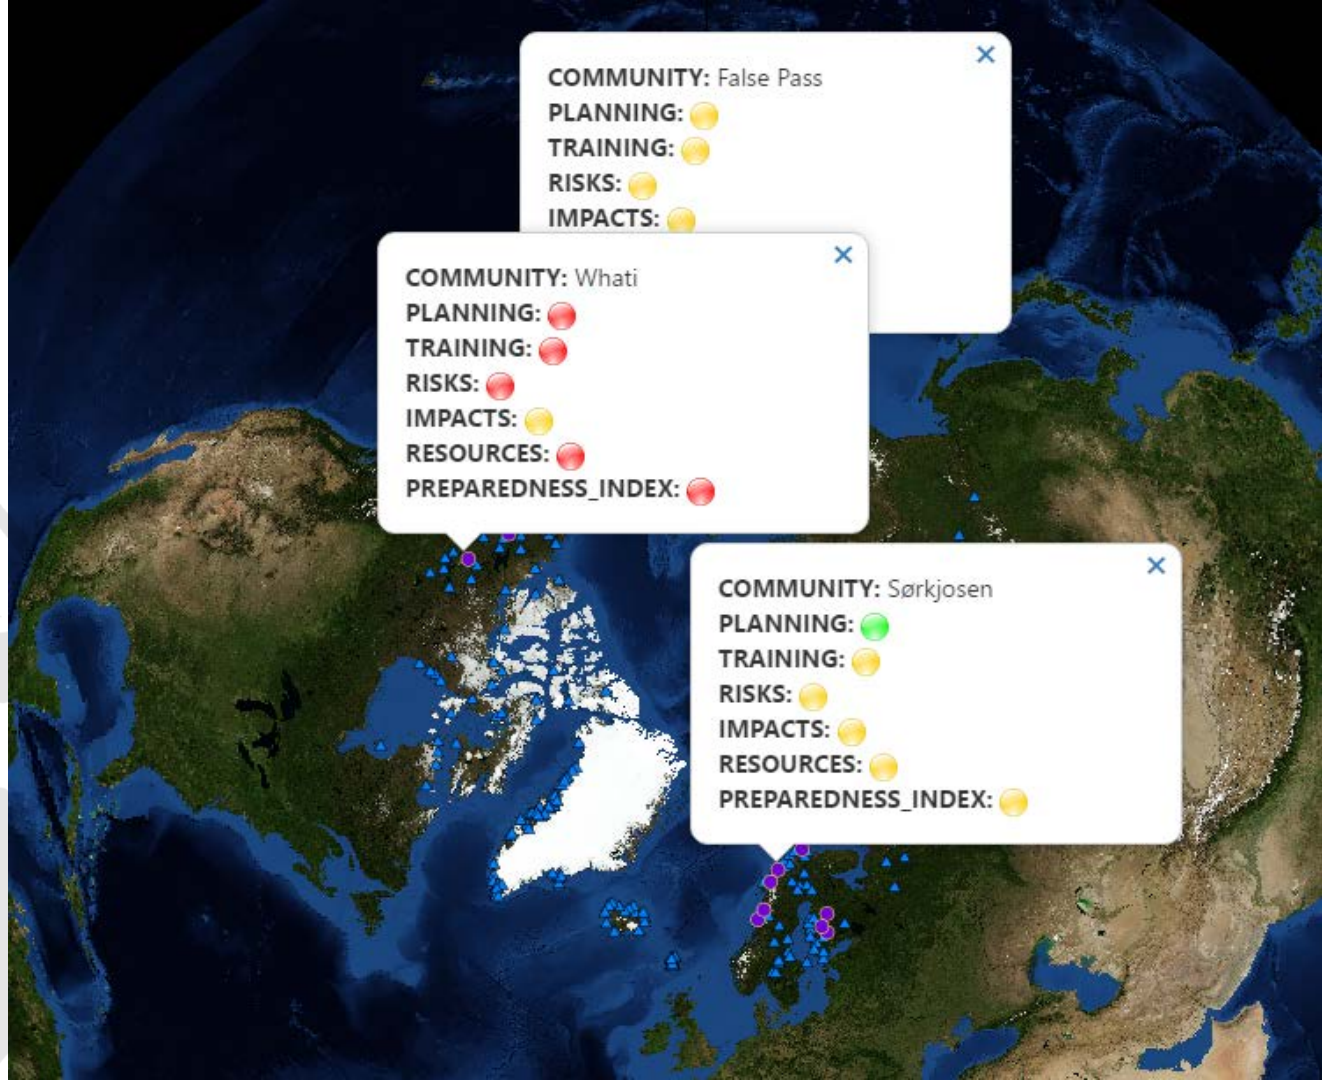 COMMUNITY: False Pass
PLANNING:
TRAINING:
RISKS:
IMPACTS:
COMMUNITY: Whati
PLANNING:
TRAINING:
RISKS:
IMPACTS:
RESOURCES:
PREPAREDNESS_INDEX:
COMMUNITY: Sørkjosen
PLANNING:
TRAINING:
RISKS:
IMPACTS:
RESOURCES:
PREPAREDNESS_INDEX: